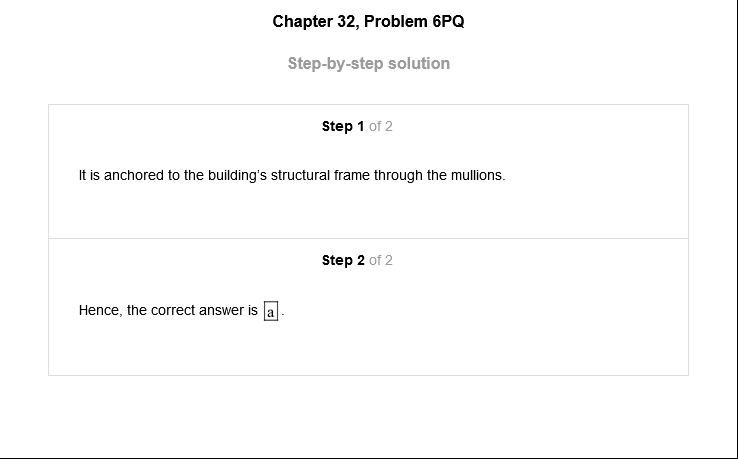 Chapter 32, Problem 6PQ
Step-by-step solution
Step 1 of 2
It is anchored to the building's structural frame through the mullions.
Step 2 of 2
Hence, the correct answer is a .